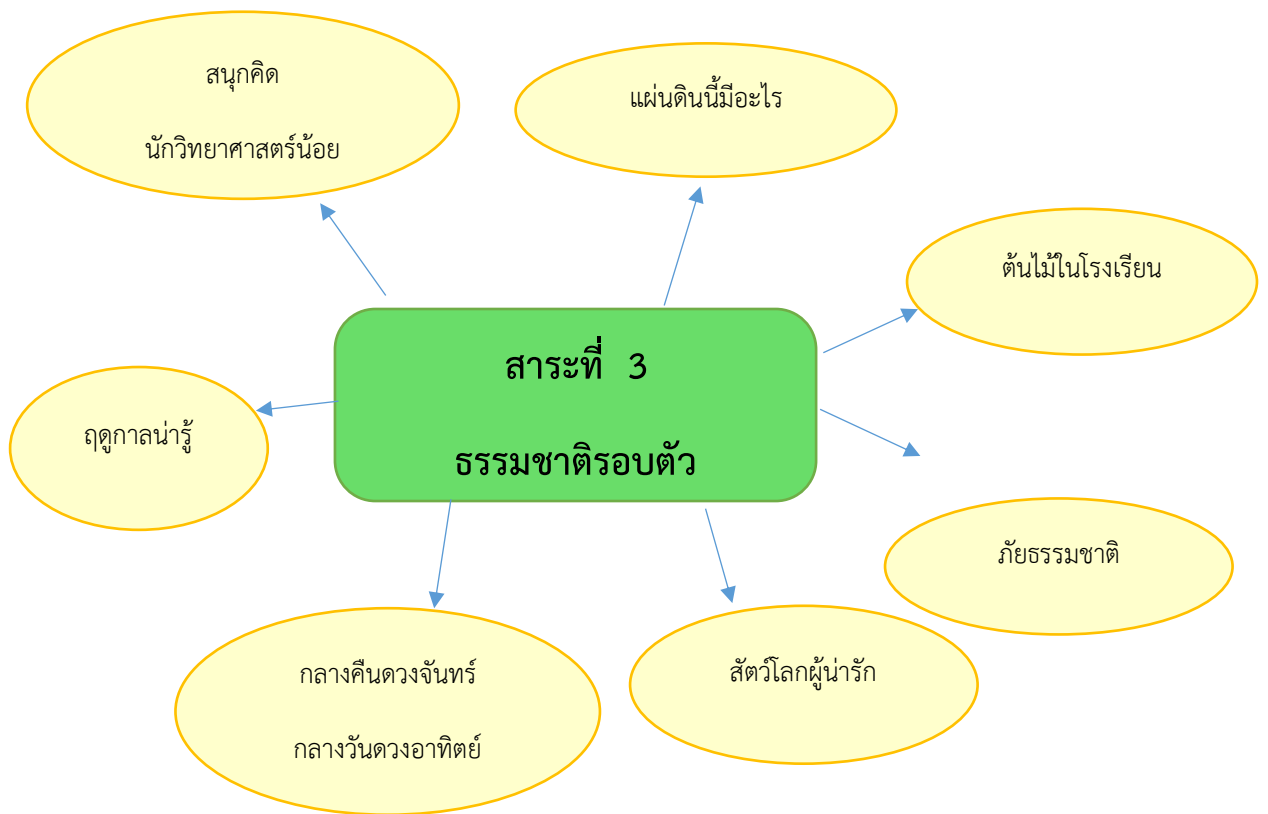 สนุกคิด
นักวิทยาศาสตร์น้อย
แผ่นดินนี้มีอะไร
ต้นไม้ในโรงเรียน
สาระที่ 3
ธรรมชาติรอบตัว
ฤดูกาลน่ารู้
ภัยธรรมชาติ
กลางคืนดวงจันทร์
กลางวันดวงอาทิตย์
สัตว์โลกผู้น่ารัก